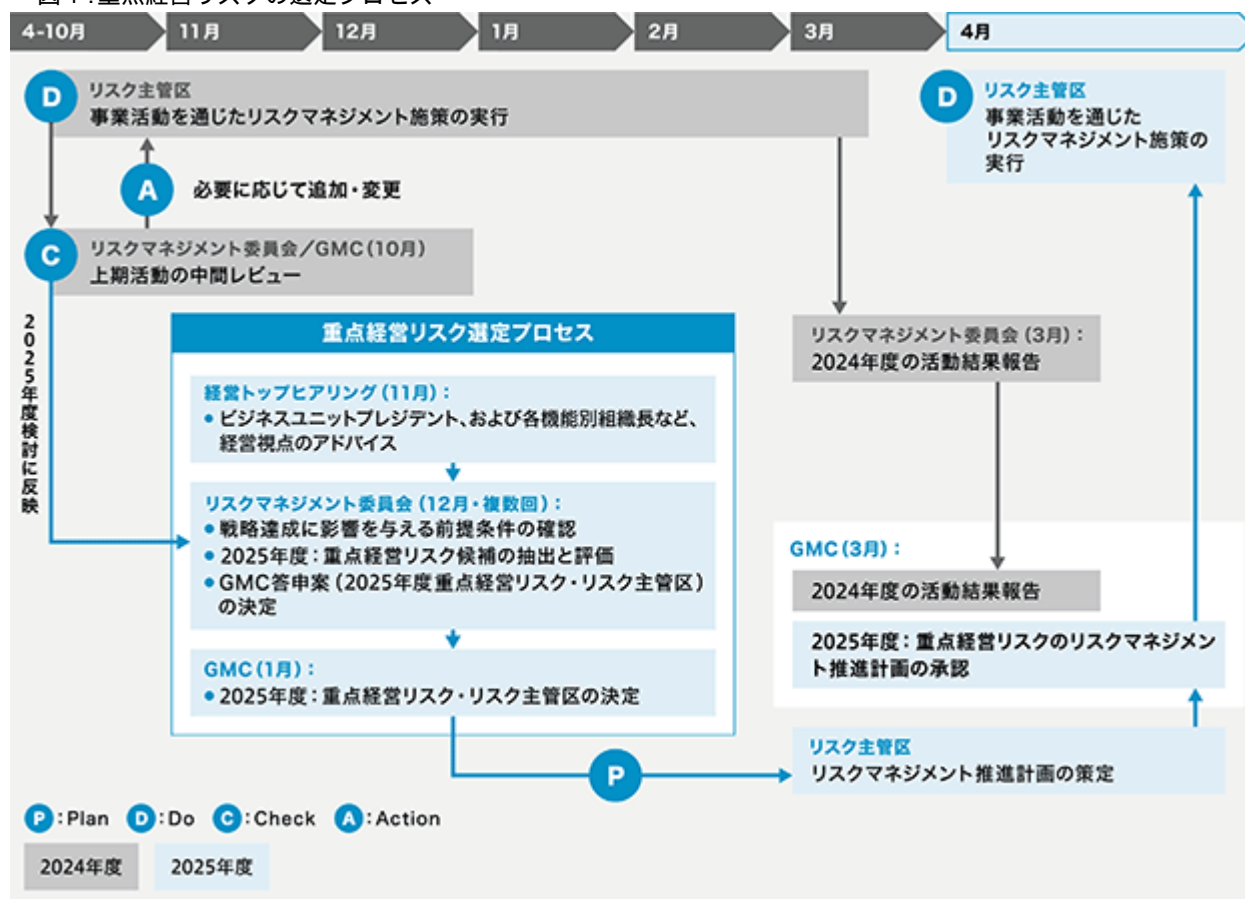 図1:重点経営リスクの選定プロセス
4-10月
11月
12月
1月
2月
3月
4月
D
リスク主管区
事業活動を通じたリスクマネジメント施策の実行
D
リスク主管区
事業活動を通じた
リスクマネジメント施策の
実行
A
必要に応じて追加・変更
C
リスクマネジメント委員会/GMC(10月)
上期活動の中間レビュー
2025年度検討に反映
重点経営リスク選定プロセス
経営トップヒアリング(11月):
●ビジネスユニットプレジデント、および各機能別組織長など、
経営視点のアドバイス
リスクマネジメント委員会(12月・複数回):
●戦略達成に影響を与える前提条件の確認
●2025年度:重点経営リスク候補の抽出と評価
●GMC答申案(2025年度重点経営リスク・リスク主管区)
の決定
GMC(1月):
●2025年度:重点経営リスク・リスク主管区の決定
リスクマネジメント委員会(3月):
2024年度の活動結果報告
GMC(3月):
2024年度の活動結果報告
2025年度:重点経営リスクのリスクマネジメン
ト推進計画の承認
P
リスク主管区
リスクマネジメント推進計画の策定
P:Plan D:Do C:Check A:Action
2024年度 2025年度